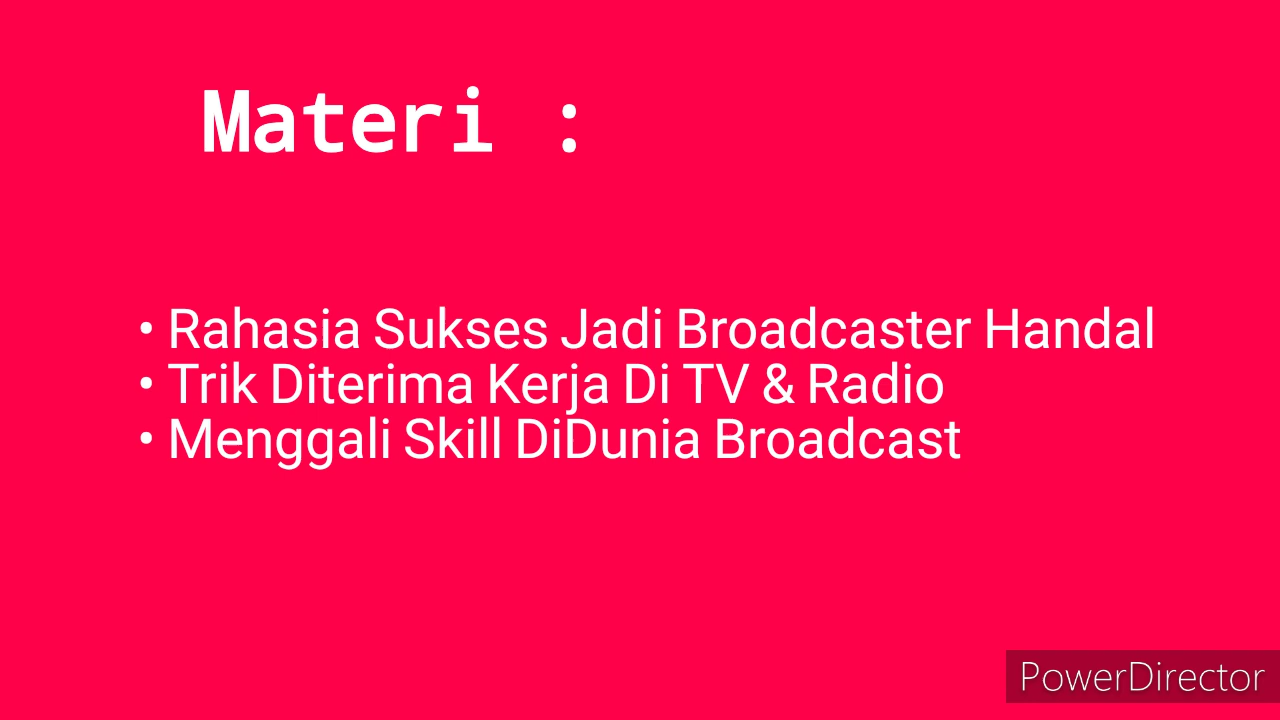 Materi :
• Rahasia Sukses Jadi Broadcaster Handal
• Trik Diterima Kerja Di TV & Radio
• Menggali Skill DiDunia Broadcast
PowerDirector